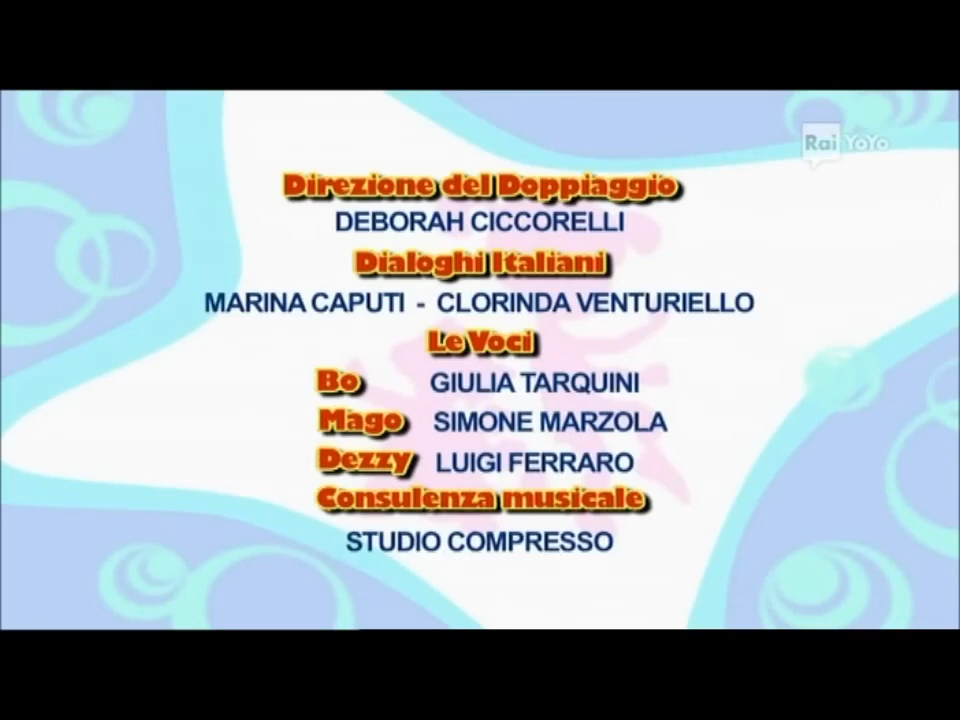 Rai YoYo
Direzione del Doppiaggio
DEBORAH CICCORELLI
Dialoghi Italiani
MARINA CAPUTI - CLORINDA VENTURIELLO
Le Voci
Bo GIULIA TARQUINI
Mago SIMONE MARZOLA
Dezzy LUIGI FERRARO
Consulenza musicale
STUDIO COMPRESSO